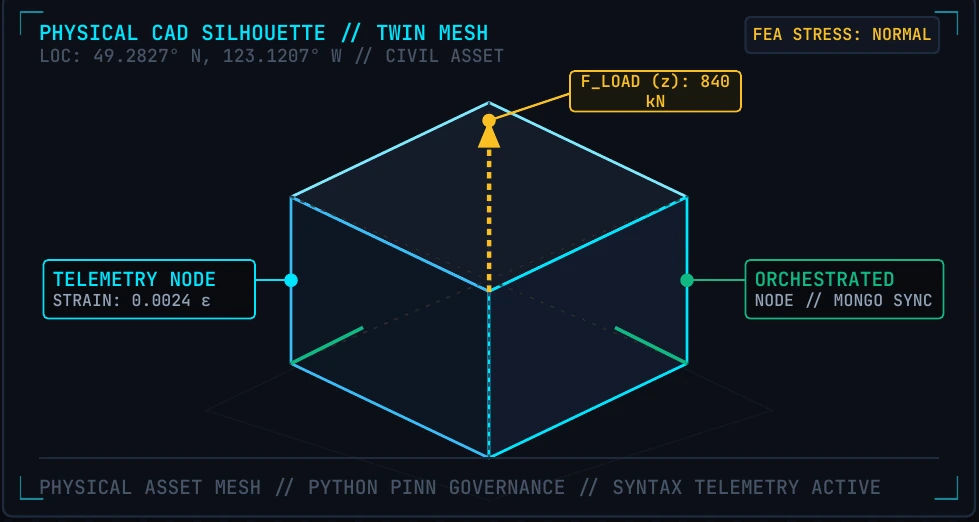 PHYSICAL CAD SILHOUETTE // TWIN MESH
LOC: 49.2827° N, 123.1207° W // CIVIL ASSET
FEA STRESS: NORMAL
F_LOAD (z): 840
kN
TELEMETRY NODE
STRAIN: 0.0024 ε
ORCHESTRATED
NODE // MONGO SYNC
PHYSICAL ASSET MESH // PYTHON PINN GOVERNANCE // SYNTAX TELEMETRY ACTIVE